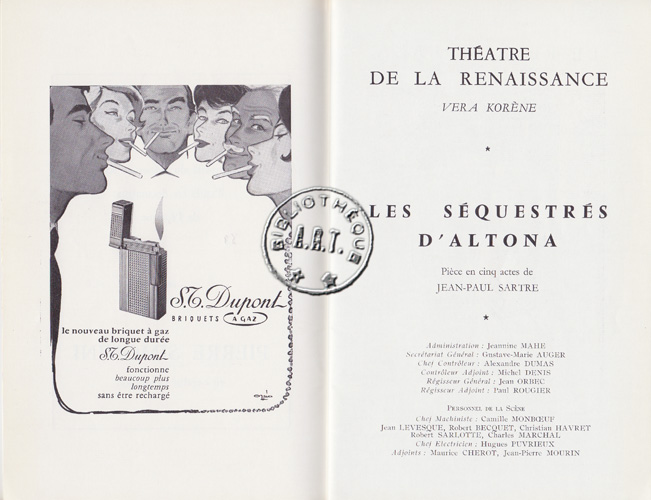 S.T. Dupont
BRIQUETS A GAZ
le nouveau briquet à gaz
de longue durée
S.T. Dupont
fonctionne
beaucoup plus
longtemps
sans être rechargé
BIBLIOTHÈQUE
A.R.T.
THÉATRE
DE LA RENAISSANCE
VERA KORÈNE
LES SÉQUESTRÉS
D'ALTONA
Pièce en cinq actes de
JEAN-PAUL SARTRE
Administration : Jeannine MAHE
Secrétariat Général : Gustave-Marie AUGER
Chef Contrôleur : Alexandre DUMAS
Contrôleur Adjoint : Michel DENIS
Régisseur Général : Jean ORBEC
Régisseur Adjoint : Paul ROUGIER
PERSONNEL DE LA SCÈNE
Chef Machiniste : Camille MONBŒUF
Jean LEVESQUE, Robert BECQUET, Christian HAVRET
Robert SARLOTTE, Charles MARCHAL
Chef Electricien : Hugues PUVRIEUX
Adjoints : Maurice CHEROT, Jean-Pierre MOURIN